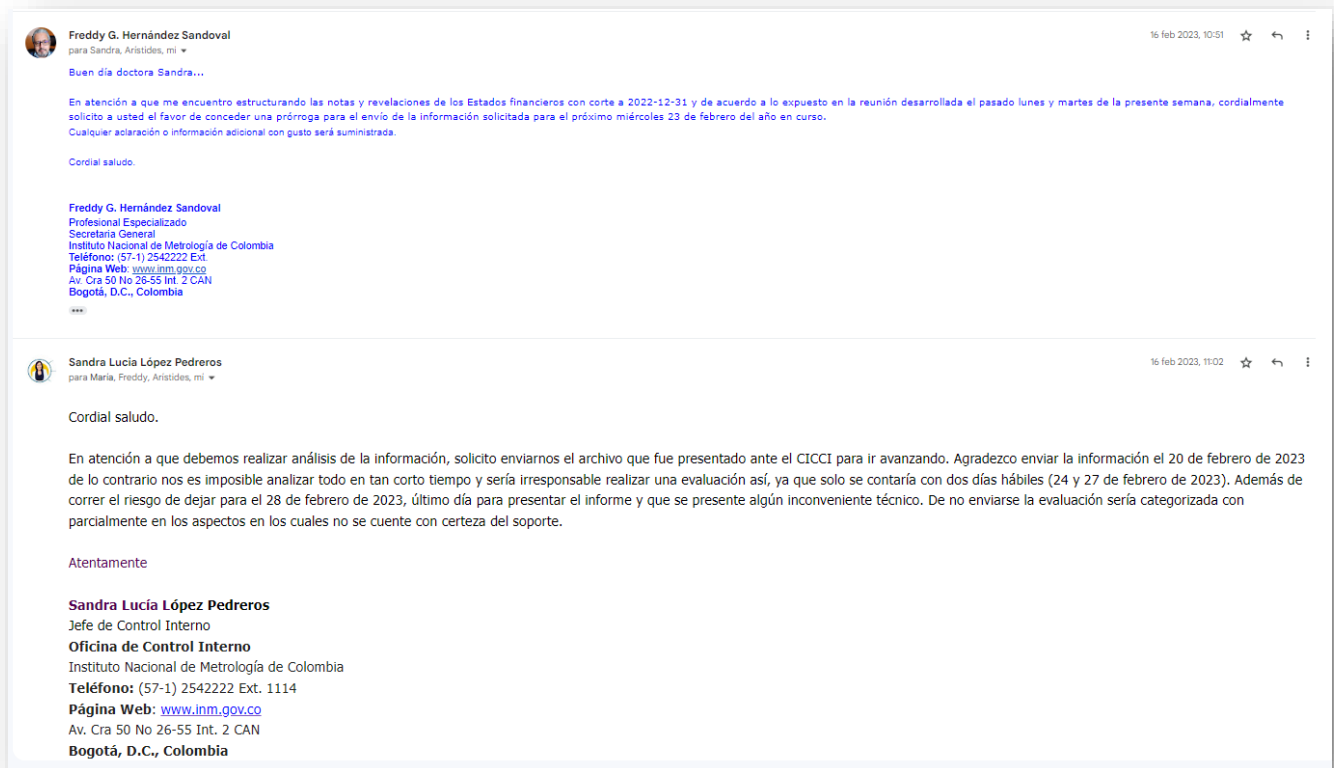 Freddy G. Hernández Sandoval
16 feb 2023, 10:51
para Sandra, Arístides, mi
Buen día doctora Sandra...
En atención a que me encuentro estructurando las notas y revelaciones de los Estados financieros con corte a 2022-12-31 y de acuerdo a lo expuesto en la reunión desarrollada el pasado lunes y martes de la presente semana, cordialmente
solicito a usted el favor de conceder una prórroga para el envío de la información solicitada para el próximo miércoles 23 de febrero del año en curso.
Cualquier aclaración o información adicional con gusto será suministrada.
Cordial saludo.
Freddy G. Hernández Sandoval
Profesional Especializado
Secretaria General
Instituto Nacional de Metrología de Colombia
Teléfono: (57-1) 2542222 Ext.
Página Web: www.inm.gov.co
Av. Cra 50 No 26-55 Int. 2 CAN
Bogotá, D.C., Colombia
Sandra Lucía López Pedreros
16 feb 2023, 11:02
para María, Freddy, Arístides, mi
Cordial saludo.
En atención a que debemos realizar análisis de la información, solicito enviarnos el archivo que fue presentado ante el CICCI para ir avanzando. Agradezco enviar la información el 20 de febrero de 2023
de lo contrario nos es imposible analizar todo en tan corto tiempo y sería irresponsable realizar una evaluación así, ya que solo se contaría con dos días hábiles (24 y 27 de febrero de 2023). Además de
correr el riesgo de dejar para el 28 de febrero de 2023, último día para presentar el informe y que se presente algún inconveniente técnico. De no enviarse la evaluación sería categorizada con
parcialmente en los aspectos en los cuales no se cuente con certeza del soporte.
Atentamente
Sandra Lucía López Pedreros
Jefe de Control Interno
Oficina de Control Interno
Instituto Nacional de Metrología de Colombia
Teléfono: (57-1) 2542222 Ext. 1114
Página Web: www.inm.gov.co
Av. Cra 50 No 26-55 Int. 2 CAN
Bogotá, D.C., Colombia